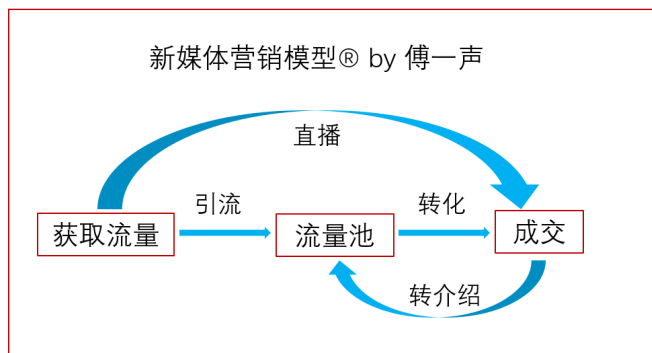 新媒体营销模型® by 傅一声
直播
引流
转化
获取流量
流量池
成交
转介绍